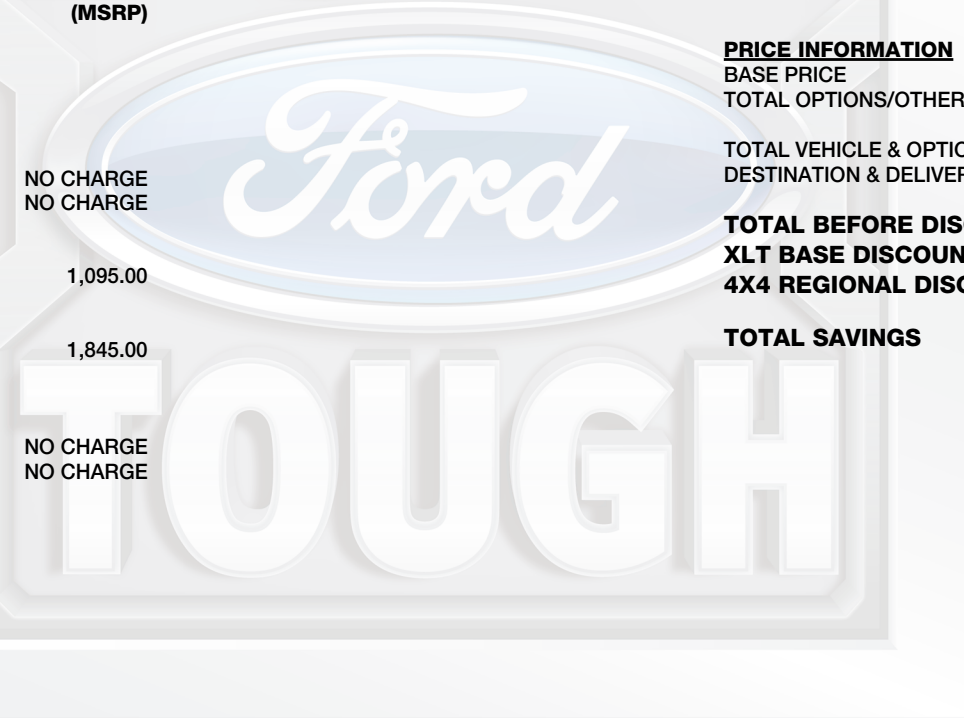 (MSRP)
NO CHARGE
NO CHARGE
1,095.00
1,845.00
NO CHARGE
NO CHARGE
Ford
TOUGH
PRICE INFORMATION
BASE PRICE
TOTAL OPTIONS/OTHER
TOTAL VEHICLE & OPTIO
DESTINATION & DELIVER
TOTAL BEFORE DISC
XLT BASE DISCOUN
4X4 REGIONAL DISC
TOTAL SAVINGS